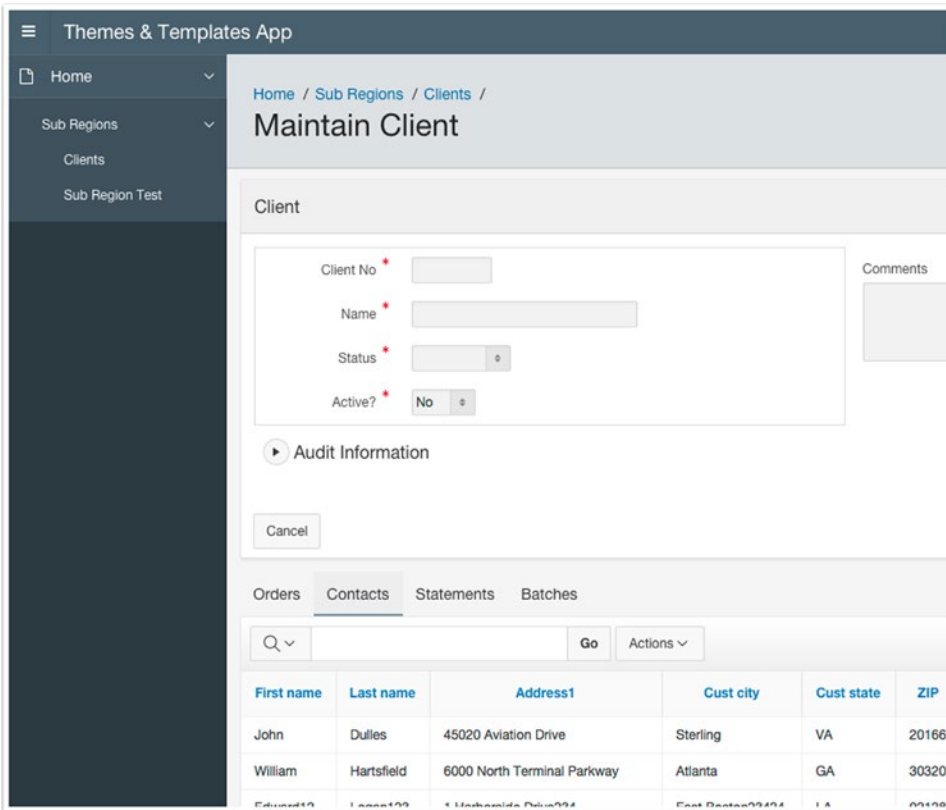 Themes & Templates App
Home
Sub Regions
Clients
Sub Region Test
Home / Sub Regions / Clients /
Maintain Client
Client
Client No *
Name *
Status *
Active? * No
Comments
Audit Information
Cancel
Orders Contacts Statements Batches
Go Actions
First name Last name Address1 Cust city Cust state ZIP
John Dulles 45020 Aviation Drive Sterling VA 20166
William Hartsfield 6000 North Terminal Parkway Atlanta GA 30320